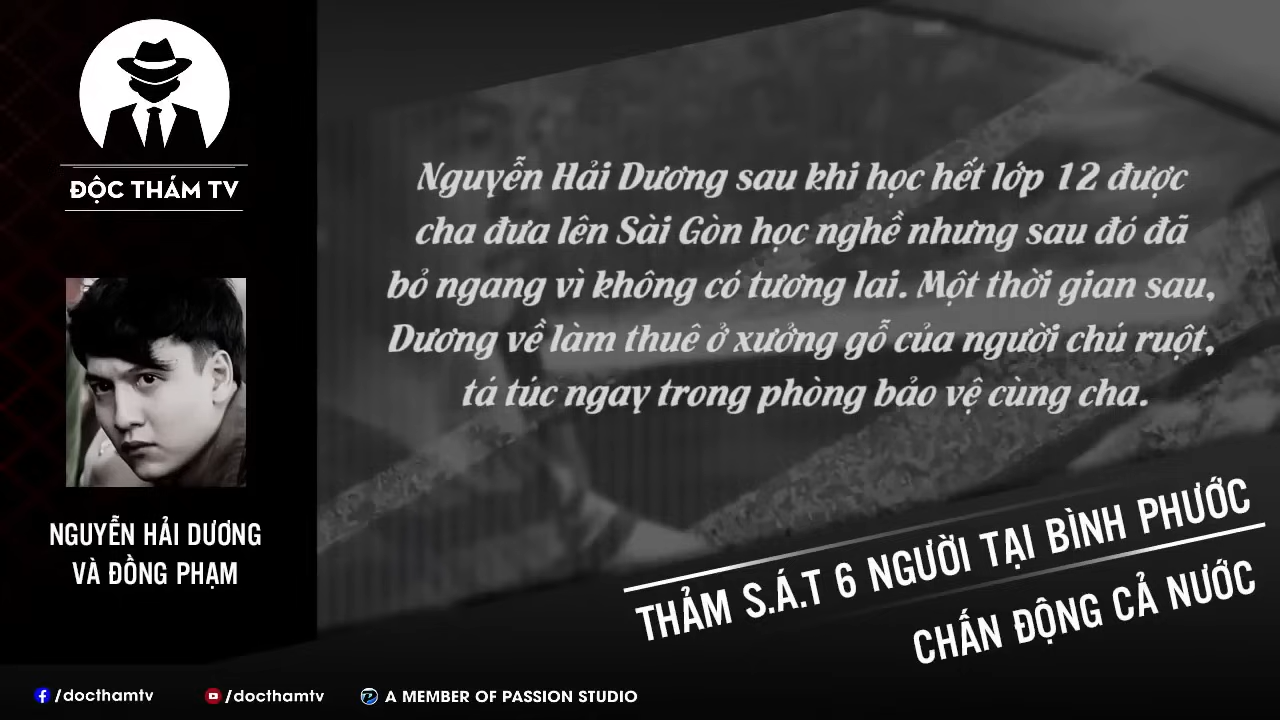 ĐỘC THÁM TV
NGUYỄN HẢI DƯƠNG
VÀ ĐỒNG PHẠM
Nguyễn Hải Dương sau khi học hết lớp 12 được
cha đưa lên Sài Gòn học nghề nhưng sau đó đã
bỏ ngang vì không có tương lai. Một thời gian sau,
Dương về làm thuê ở xưởng gỗ của người chú ruột,
tá túc ngay trong phòng bảo vệ cùng cha.
THẢM S.Á.T 6 NGƯỜI TẠI BÌNH PHƯỚC
CHẤN ĐỘNG CẢ NƯỚC
/docthamtv
/docthamtv
A MEMBER OF PASSION STUDIO